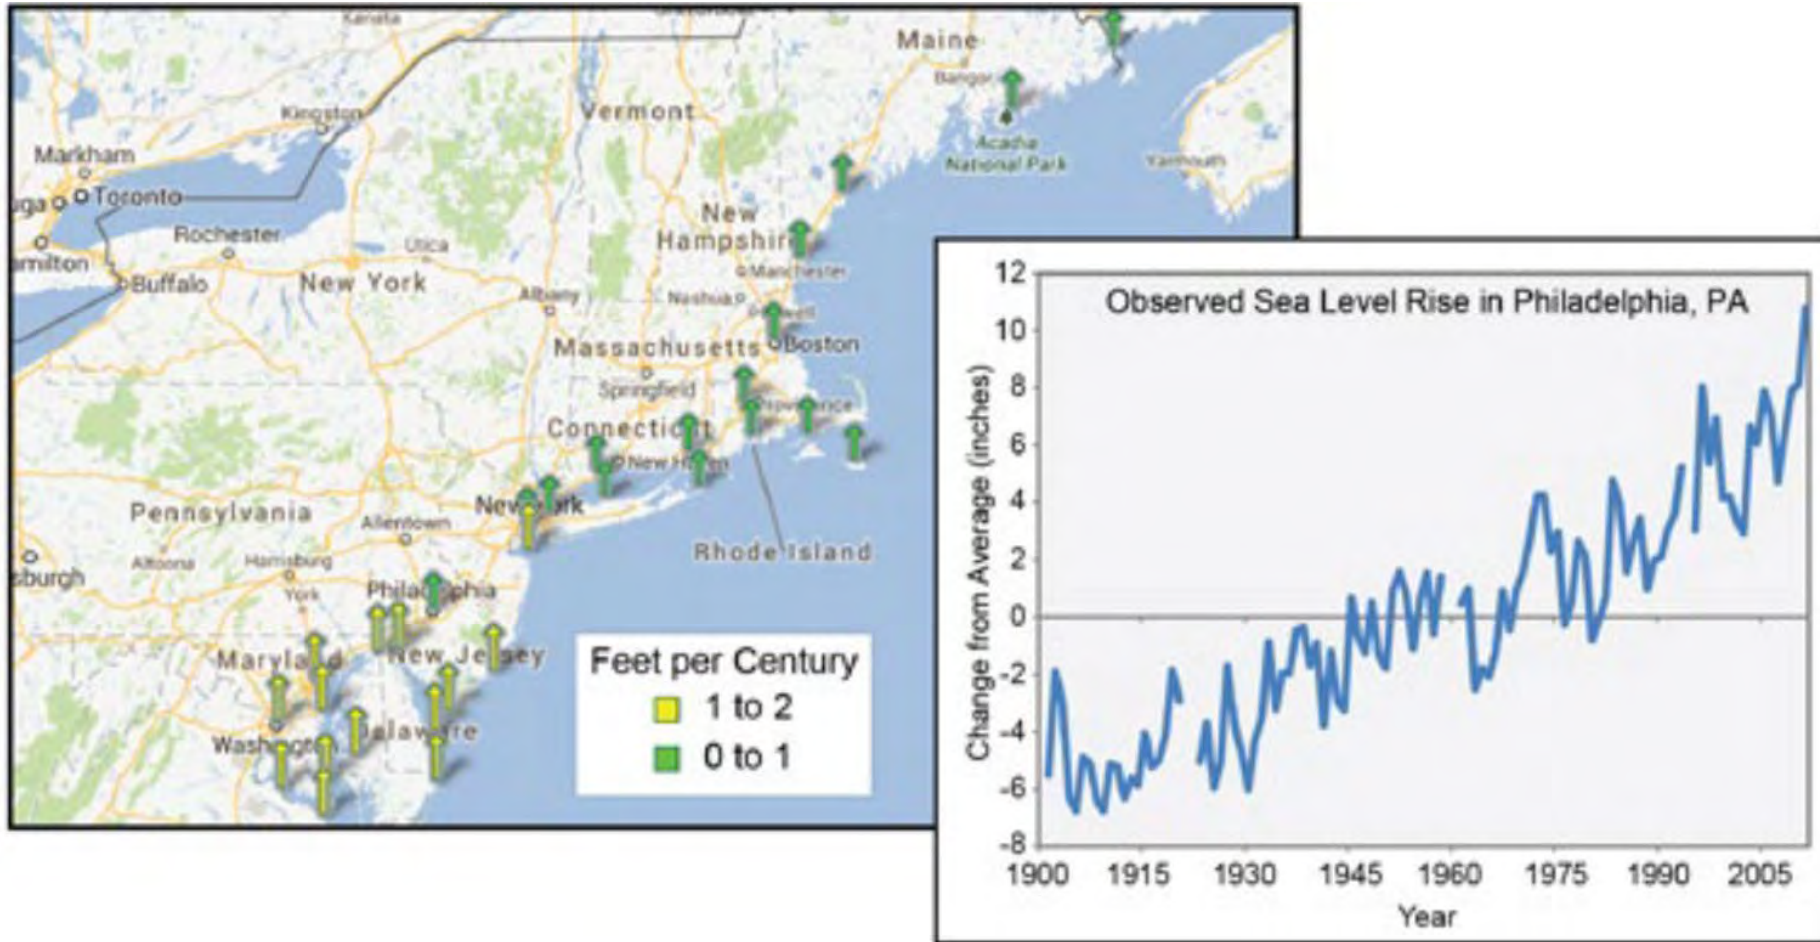 Kanata
Maine
Bangor
Kingston
Vermont
Acadia
National Park
Markham
Yarmouth
Toronto
New
Hampshire
Rochester
Utica
Manchester
Buffalo
New York
Albany
Nashua
Massachusetts
Boston
Springfield
Providence
Connecticut
New Haven
New York
Pennsylvania
Allentown
Rhode Island
Altoona
Harrisburg
Philadelphia
York
Maryland
New Jersey
Washington
Delaware
Feet per Century
1 to 2
0 to 1
Observed Sea Level Rise in Philadelphia, PA
Change from Average (inches)
12
10
8
6
4
2
0
-2
-4
-6
-8
1900 1915 1930 1945 1960 1975 1990 2005
Year